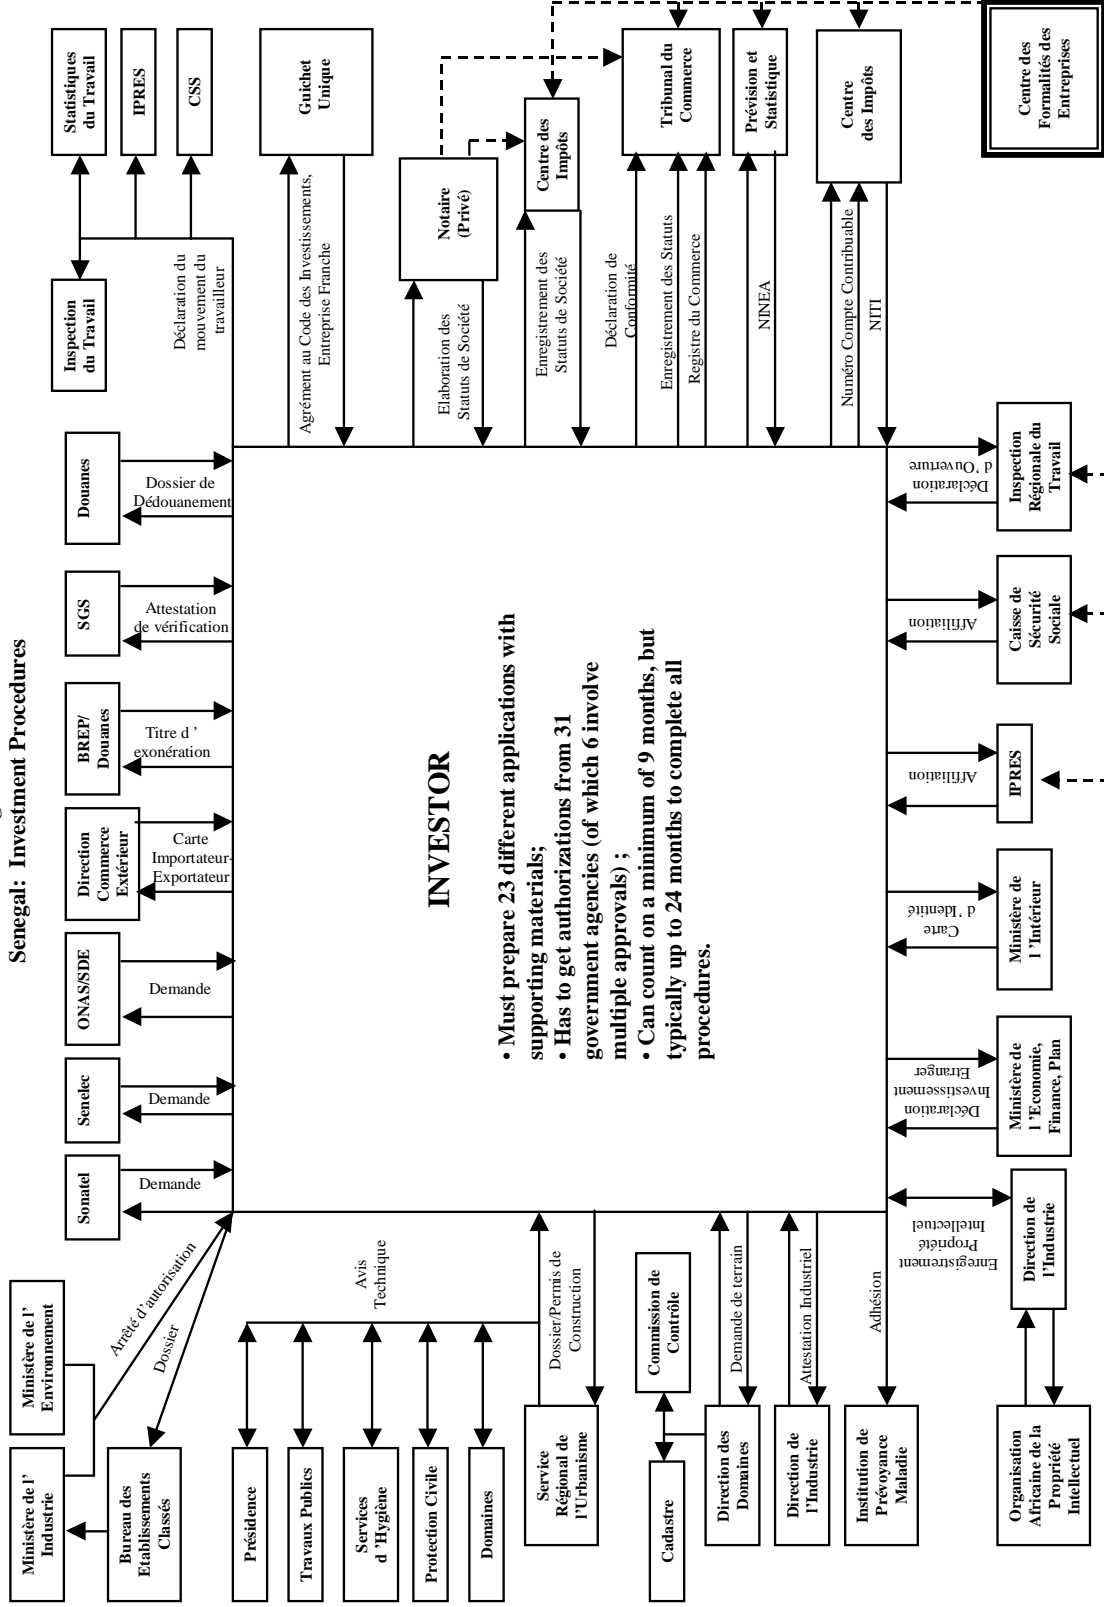 Senegal: Investment Procedures
Ministère de l'
Industrie
Ministère de l'
Environnement
Bureau des
Etablissements
Classés
Arrêté d'autorisation
Dossier
Sonatel
Demande
Senelec
Demande
ONAS/SDE
Demande
Direction
Commerce
Extérieur
Carte
Importateur-
Exportateur
BREP/
Douanes
Titre d '
exonération
SGS
Attestation
de vérification
Douanes
Dossier de
Dédouanement
Inspection
du Travail
Statistiques
du Travail
IPRES
CSS
Déclaration du
mouvement du
travailleur
Guichet
Unique
Agrément au Code des Investissements,
Entreprise Franche
Notaire
(Privé)
Elaboration des
Statuts de Société
Centre des
Impôts
Enregistrement des
Statuts de Société
Tribunal du
Commerce
Déclaration de
Conformité
Enregistrement des Statuts
Registre du Commerce
Prévision et
Statistique
NINEA
Centre
des Impôts
Numéro Compte Contribuable
NITI
Centre des
Formalités des
Entreprises
INVESTOR
• Must prepare 23 different applications with
supporting materials;
• Has to get authorizations from 31
government agencies (of which 6 involve
multiple approvals) ;
• Can count on a minimum of 9 months, but
typically up to 24 months to complete all
procedures.
Présidence
Travaux Publics
Services
d 'Hygiène
Protection Civile
Domaines
Avis
Technique
Service
Régional de
l'Urbanisme
Dossier/Permis de
Construction
Cadastre
Commission de
Contrôle
Direction des
Domaines
Demande de terrain
Direction de
l'Industrie
Attestation Industriel
Institution de
Prévoyance
Maladie
Adhésion
Organisation
Africaine de la
Propriété
Intellectuel
Direction de
l'Industrie
Enregistrement
Propriété
Intellectuel
Ministère de
l 'Economie,
Finance, Plan
Déclaration
Investissement
Etranger
Ministère de
l 'Intérieur
Carte
d 'Identité
IPRES
Affiliation
Caisse de
Sécurité
Sociale
Affiliation
Inspection
Régionale du
Travail
Déclaration
d 'Ouverture